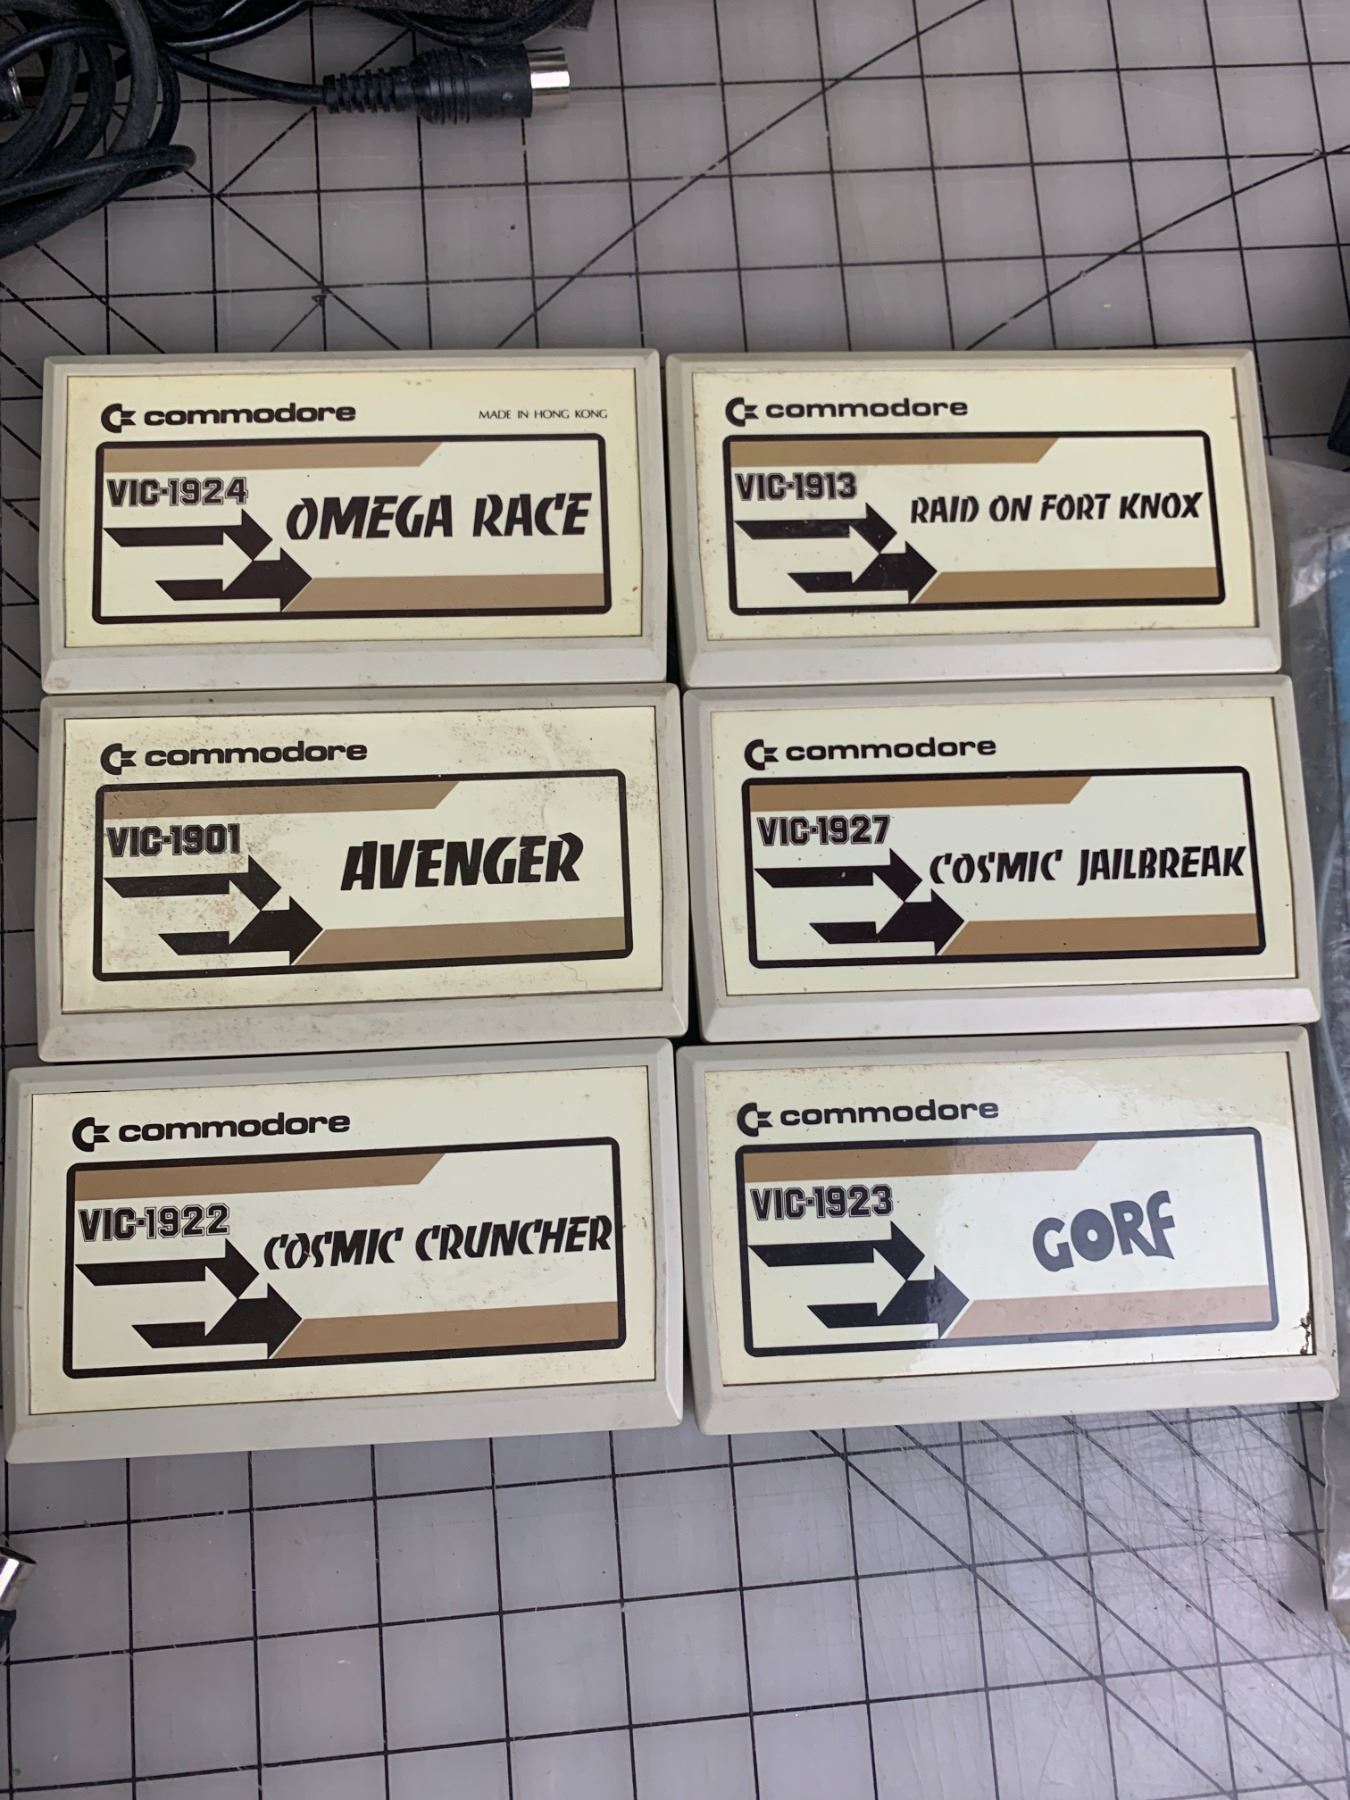 commodore MADE IN HONG KONG
VIC-1924
OMEGA RACE
commodore
VIC-1913
RAID ON FORT KNOX
commodore
VIC-1901
AVENGER
commodore
VIC-1927
COSMIC JAILBREAK
commodore
VIC-1922
COSMIC CRUNCHER
commodore
VIC-1923
GORF